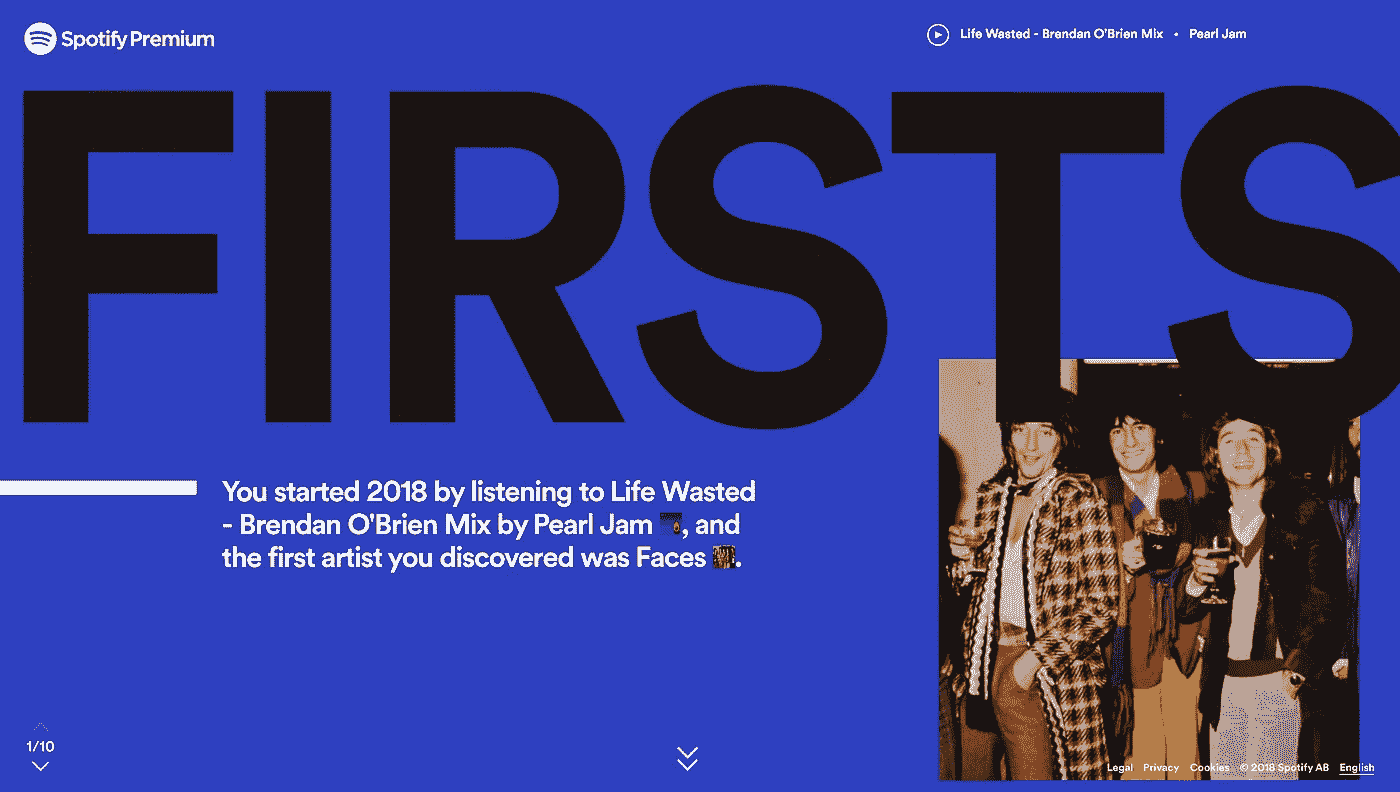 Spotify Premium
Life Wasted - Brendan O'Brien Mix • Pearl Jam
FIRSTS
You started 2018 by listening to Life Wasted
- Brendan O'Brien Mix by Pearl Jam , and
the first artist you discovered was Faces .
1/10
Legal Privacy Cookies © 2018 Spotify AB English